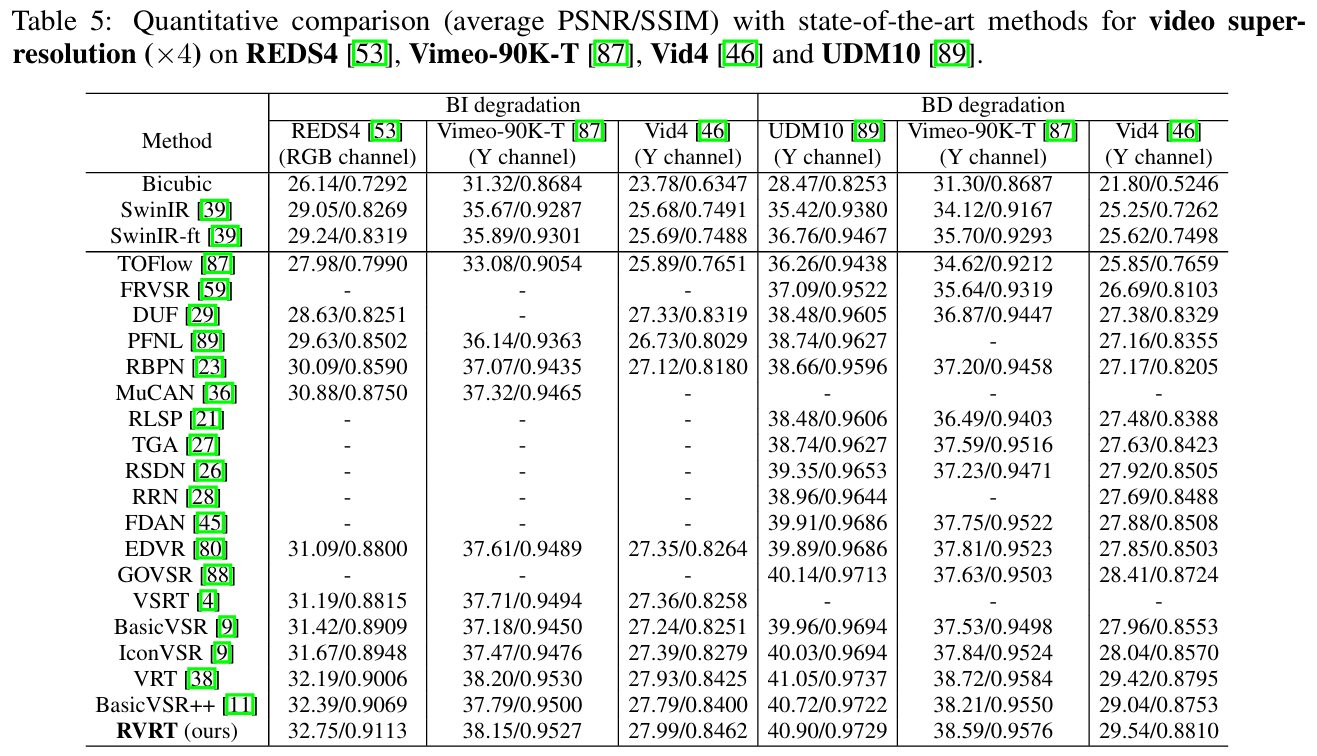 Table 5: Quantitative comparison (average PSNR/SSIM) with state-of-the-art methods for video super-
resolution (×4) on REDS4 [53], Vimeo-90K-T [87], Vid4 [46] and UDM10 [89].
Method BI degradation BD degradation
REDS4 [53] Vimeo-90K-T [87] Vid4 [46] UDM10 [89] Vimeo-90K-T [87] Vid4 [46]
(RGB channel) (Y channel) (Y channel) (Y channel) (Y channel) (Y channel)
Bicubic 26.14/0.7292 31.32/0.8684 23.78/0.6347 28.47/0.8253 31.30/0.8687 21.80/0.5246
SwinIR [39] 29.05/0.8269 35.67/0.9287 25.68/0.7491 35.42/0.9380 34.12/0.9167 25.25/0.7262
SwinIR-ft [39] 29.24/0.8319 35.89/0.9301 25.69/0.7488 36.76/0.9467 35.70/0.9293 25.62/0.7498
TOFlow [87] 27.98/0.7990 33.08/0.9054 25.89/0.7651 36.26/0.9438 34.62/0.9212 25.85/0.7659
FRVSR [59] - - - 37.09/0.9522 35.64/0.9319 26.69/0.8103
DUF [29] 28.63/0.8251 - 27.33/0.8319 38.48/0.9605 36.87/0.9447 27.38/0.8329
PFNL [89] 29.63/0.8502 36.14/0.9363 26.73/0.8029 38.74/0.9627 - 27.16/0.8355
RBPN [23] 30.09/0.8590 37.07/0.9435 27.12/0.8180 38.66/0.9596 37.20/0.9458 27.17/0.8205
MuCAN [36] 30.88/0.8750 37.32/0.9465 - - - -
RLSP [21] - - - 38.48/0.9606 36.49/0.9403 27.48/0.8388
TGA [27] - - - 38.74/0.9627 37.59/0.9516 27.63/0.8423
RSDN [26] - - - 39.35/0.9653 37.23/0.9471 27.92/0.8505
RRN [28] - - - 38.96/0.9644 - 27.69/0.8488
FDAN [45] - - - 39.91/0.9686 37.75/0.9522 27.88/0.8508
EDVR [80] 31.09/0.8800 37.61/0.9489 27.35/0.8264 39.89/0.9686 37.81/0.9523 27.85/0.8503
GOVSR [88] - - - 40.14/0.9713 37.63/0.9503 28.41/0.8724
VSRT [4] 31.19/0.8815 37.71/0.9494 27.36/0.8258 - - -
BasicVSR [9] 31.42/0.8909 37.18/0.9450 27.24/0.8251 39.96/0.9694 37.53/0.9498 27.96/0.8553
IconVSR [9] 31.67/0.8948 37.47/0.9476 27.39/0.8279 40.03/0.9694 37.84/0.9524 28.04/0.8570
VRT [38] 32.19/0.9006 38.20/0.9530 27.93/0.8425 41.05/0.9737 38.72/0.9584 29.42/0.8795
BasicVSR++ [11] 32.39/0.9069 37.79/0.9500 27.79/0.8400 40.72/0.9722 38.21/0.9550 29.04/0.8753
RVRT (ours) 32.75/0.9113 38.15/0.9527 27.99/0.8462 40.90/0.9729 38.59/0.9576 29.54/0.8810